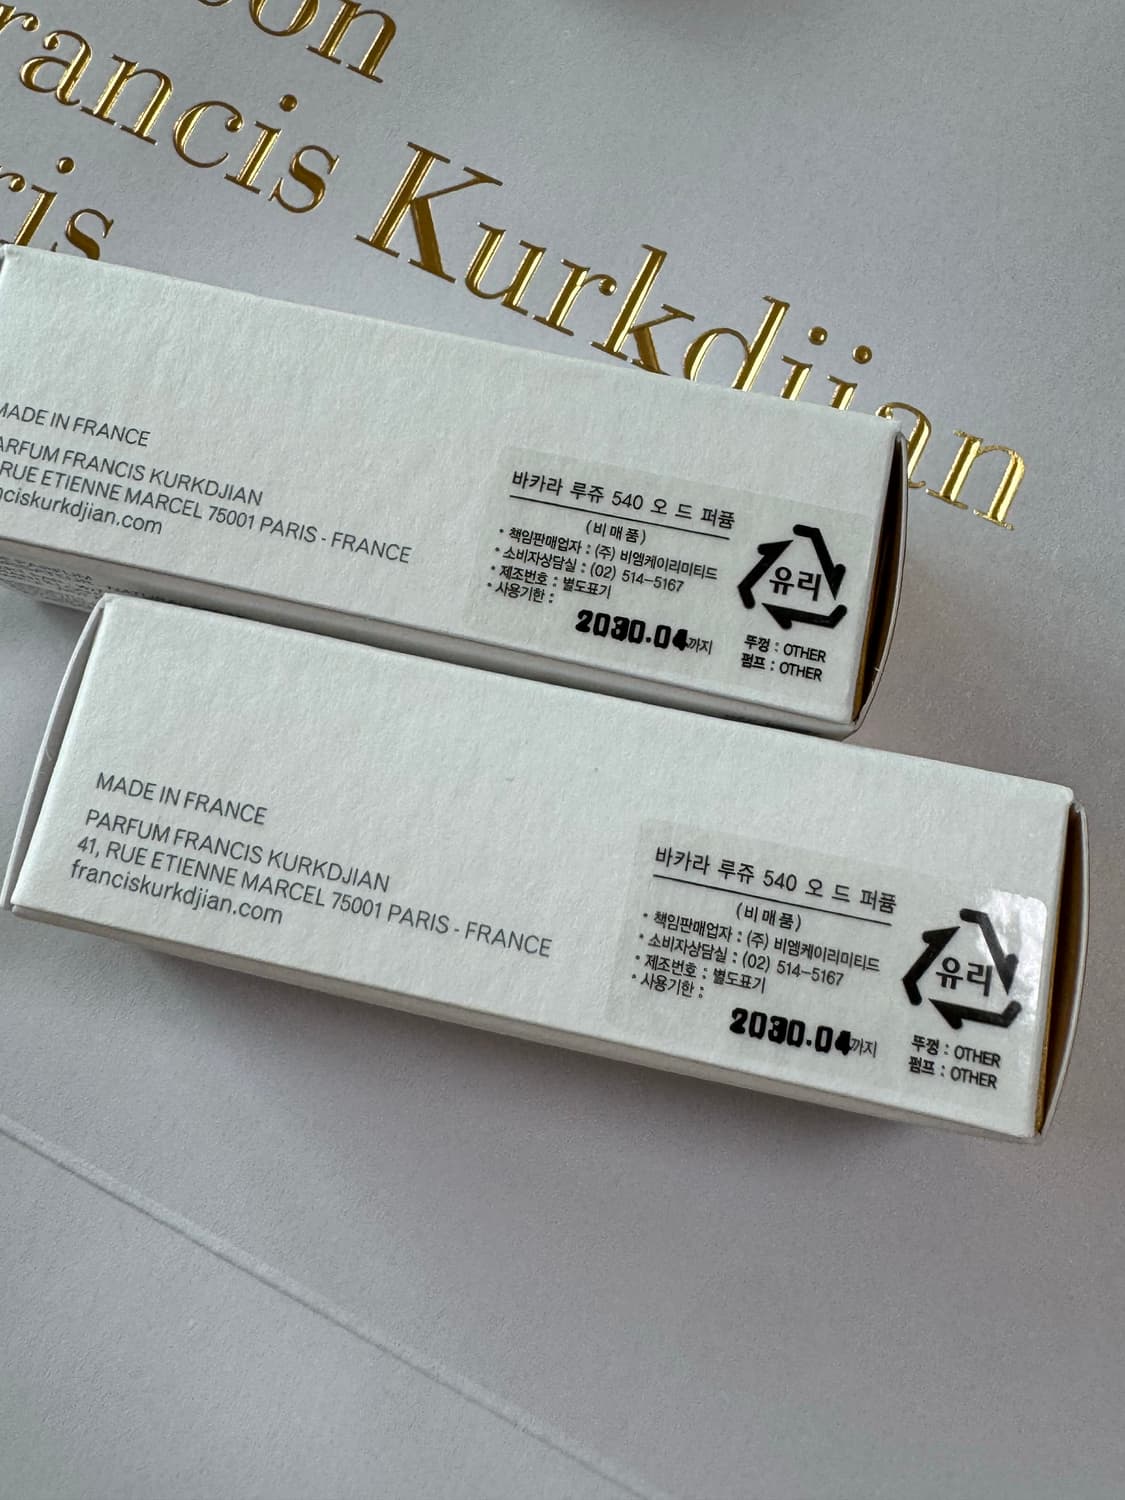 Francis Kurkdjian
MADE IN FRANCE
PARFUM FRANCIS KURKDJIAN
RUE ETIENNE MARCEL 75001 PARIS - FRANCE
franciskurkdjian.com
바카라 루쥬 540 오 드 퍼퓸
(비매품)
• 책임판매업자 : (주) 비엠케이리미티드
• 소비자상담실 : (02) 514-5167
• 제조번호 : 별도표기
• 사용기한 :
2030.04까지
유리
뚜껑 : OTHER
펌프 : OTHER
MADE IN FRANCE
PARFUM FRANCIS KURKDJIAN
41, RUE ETIENNE MARCEL 75001 PARIS - FRANCE
franciskurkdjian.com
바카라 루쥬 540 오 드 퍼퓸
(비매품)
• 책임판매업자 : (주) 비엠케이리미티드
• 소비자상담실 : (02) 514-5167
• 제조번호 : 별도표기
• 사용기한 :
2030.04까지
유리
뚜껑 : OTHER
펌프 : OTHER